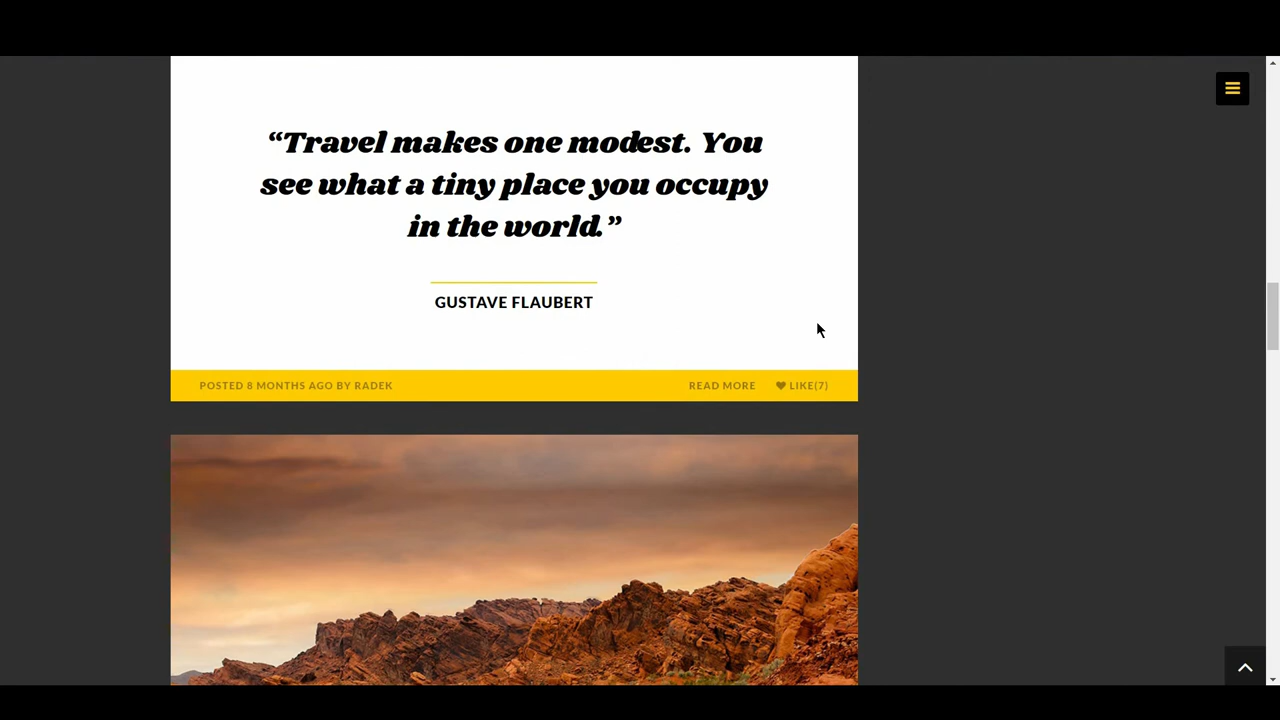 “Travel makes one modest. You
see what a tiny place you occupy
in the world.”
GUSTAVE FLAUBERT
POSTED 8 MONTHS AGO BY RADEK
READ MORE
LIKE(7)